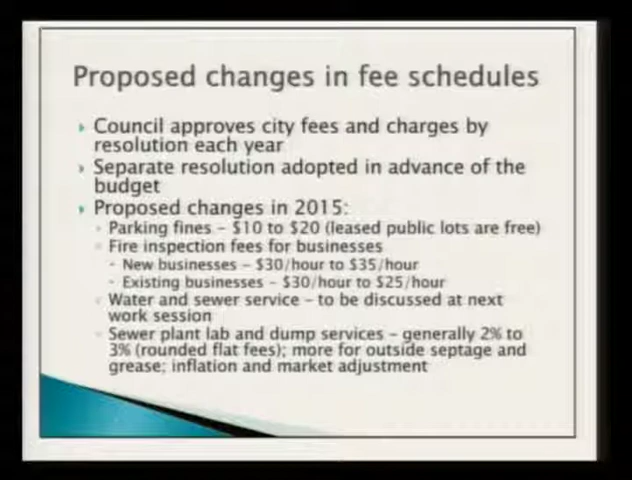 Proposed changes in fee schedules
Council approves city fees and charges by
resolution each year
Separate resolution adopted in advance of the
budget
Proposed changes in 2015:
Parking fines – $10 to $20 (leased public lots are free)
Fire inspection fees for businesses
- New businesses – $30/hour to $35/hour
- Existing businesses – $30/hour to $25/hour
Water and sewer service – to be discussed at next
work session
Sewer plant lab and dump services – generally 2% to
3% (rounded flat fees); more for outside septage and
grease; inflation and market adjustment